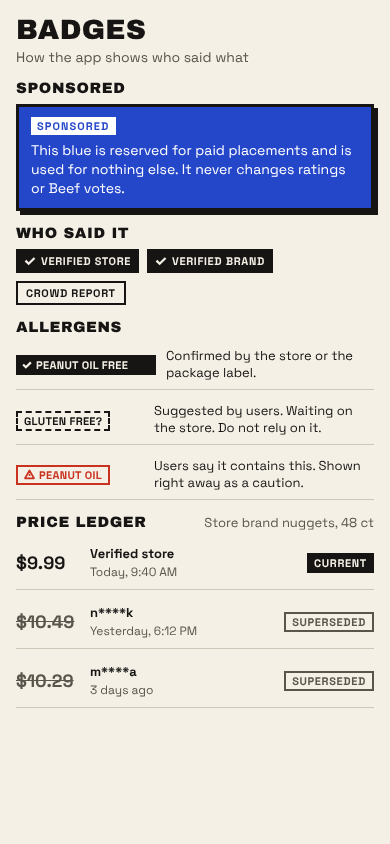 BADGES
How the app shows who said what
SPONSORED
SPONSORED
This blue is reserved for paid placements and is
used for nothing else. It never changes ratings
or Beef votes.
WHO SAID IT
✓ VERIFIED STORE ✓ VERIFIED BRAND
CROWD REPORT
ALLERGENS
✓ PEANUT OIL FREE
Confirmed by the store or the
package label.
GLUTEN FREE?
Suggested by users. Waiting on
the store. Do not rely on it.
⚠ PEANUT OIL
Users say it contains this. Shown
right away as a caution.
PRICE LEDGER Store brand nuggets, 48 ct
$9.99 Verified store CURRENT
Today, 9:40 AM
$10.49 n****k SUPERSEDED
Yesterday, 6:12 PM
$10.29 m****a SUPERSEDED
3 days ago